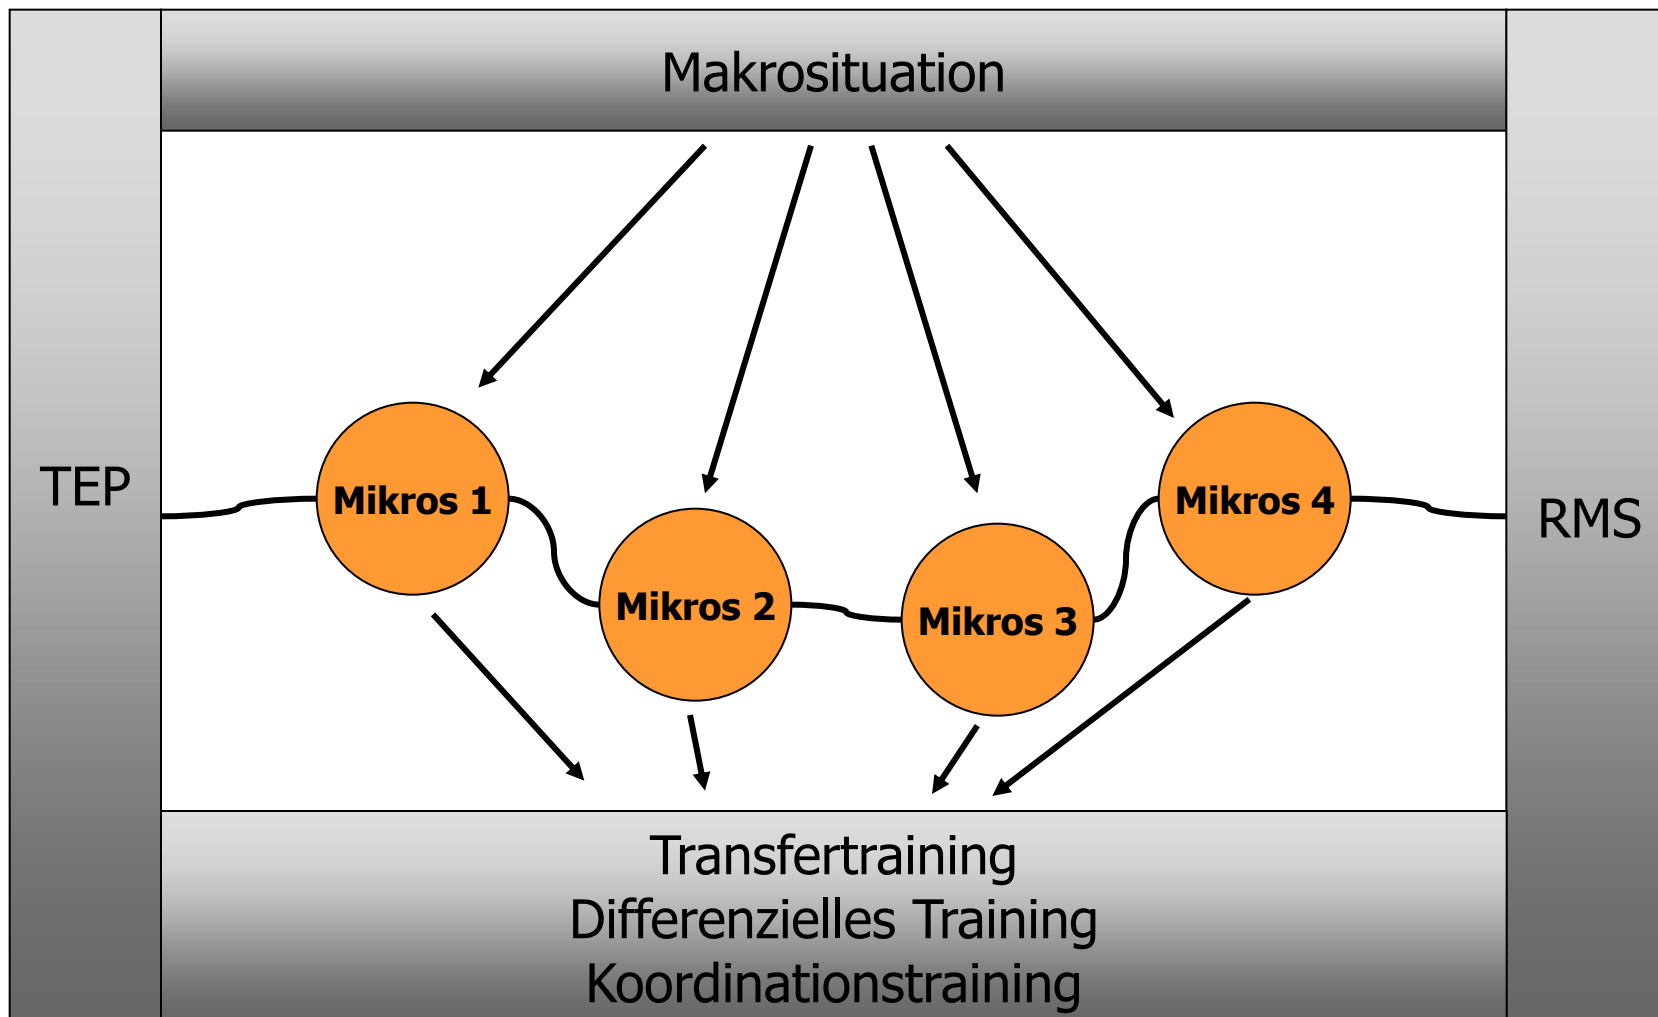 Makrosituation
TEP
Mikros 1
Mikros 4
RMS
Mikros 2
Mikros 3
Transfertraining
Differenzielles Training
Koordinationstraining